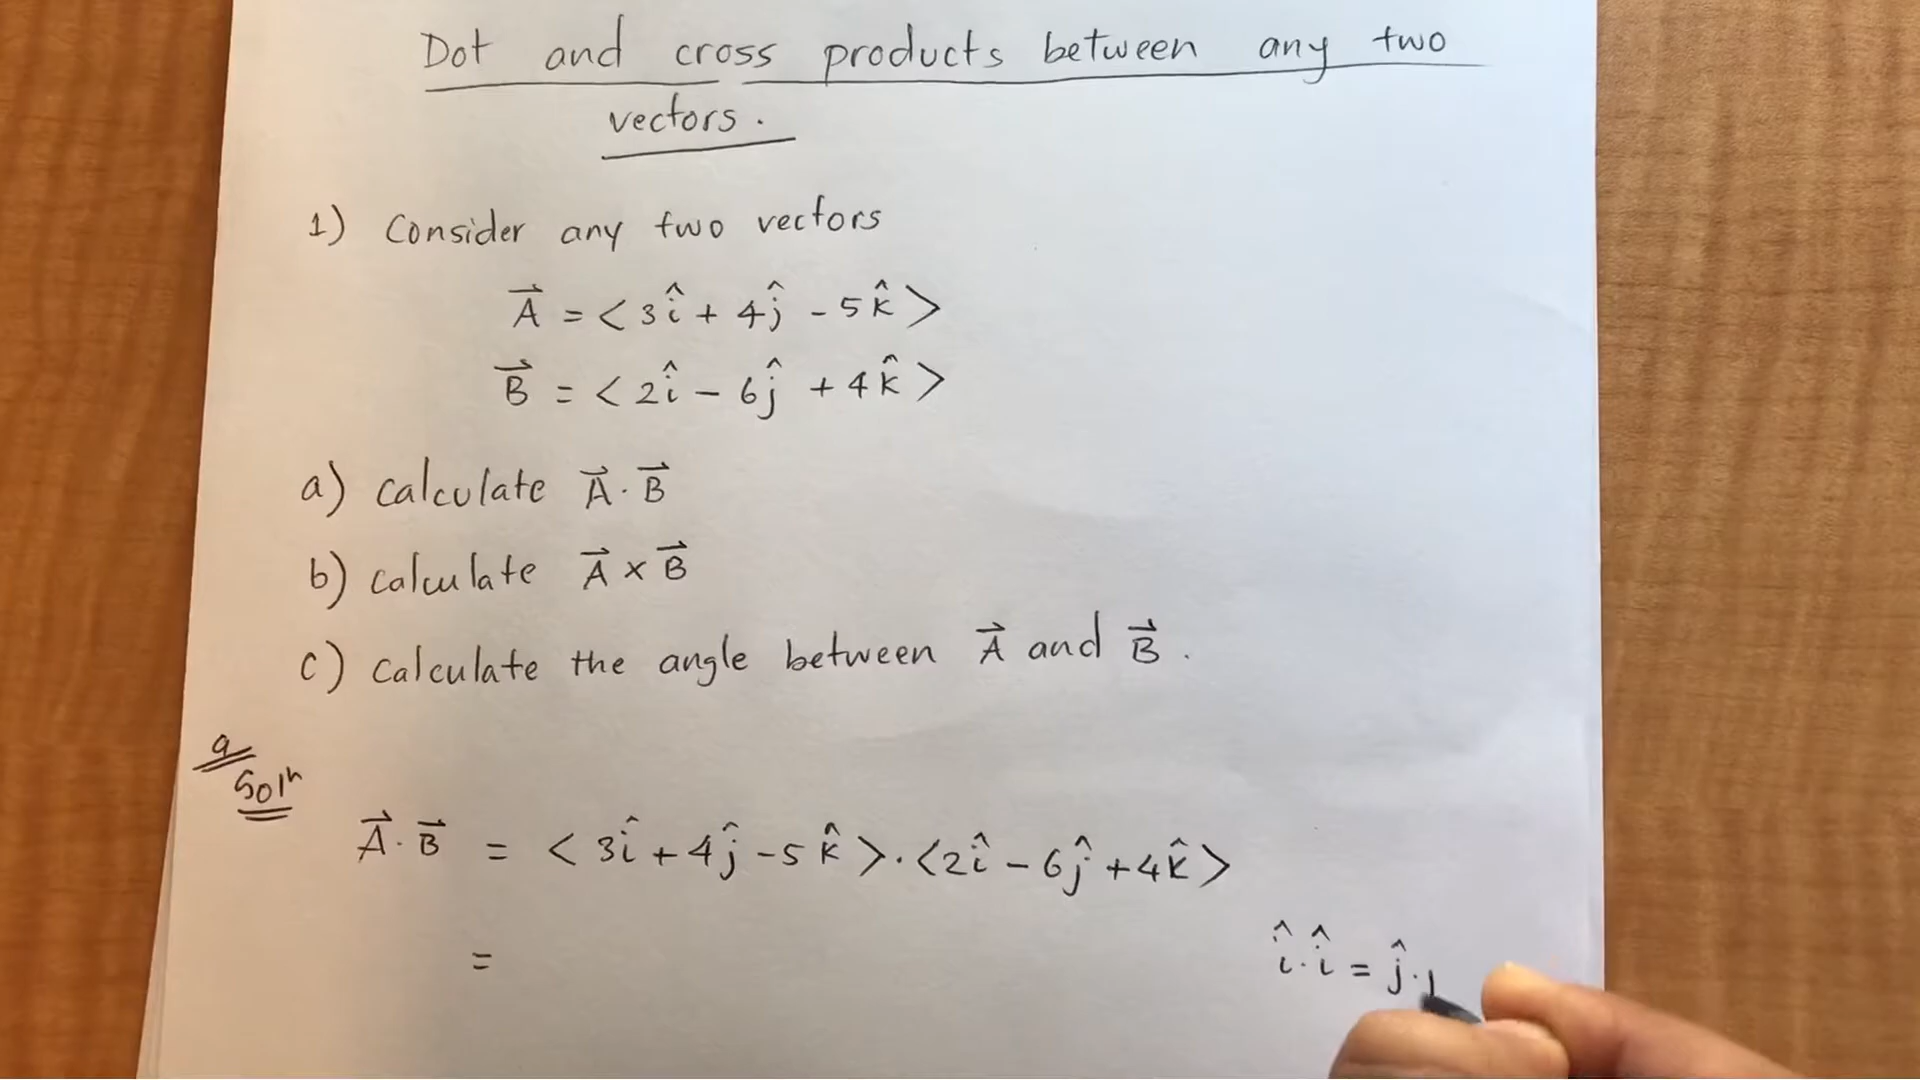 Dot and cross products between any two
vectors.
1) Consider any two vectors
A⃗ = < 3î + 4ĵ - 5k̂ >
B⃗ = < 2î - 6ĵ + 4k̂ >
a) calculate A⃗ · B⃗
b) calculate A⃗ × B⃗
c) calculate the angle between A⃗ and B⃗ .
a
Solⁿ
A⃗ · B⃗ = < 3î + 4ĵ - 5k̂ > · < 2î - 6ĵ + 4k̂ >
= î · î = ĵ · j